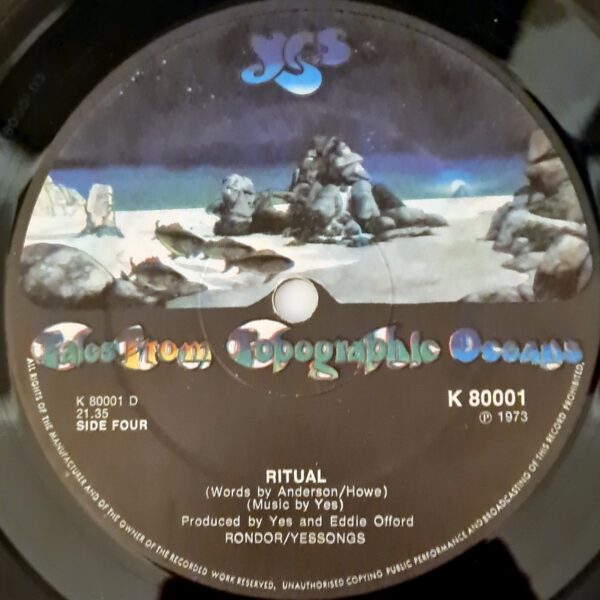 yes
Tales From Topographic Oceans
K 80001 D
21.35
SIDE FOUR
K 80001
℗ 1973
RITUAL
(Words by Anderson/Howe)
(Music by Yes)
Produced by Yes and Eddie Offord
RONDOR/YESSONGS
ALL RIGHTS OF THE MANUFACTURER AND OF THE OWNER OF THE RECORDED WORK RESERVED, UNAUTHORISED COPYING PUBLIC PERFORMANCE AND BROADCASTING OF THIS RECORD PROHIBITED.